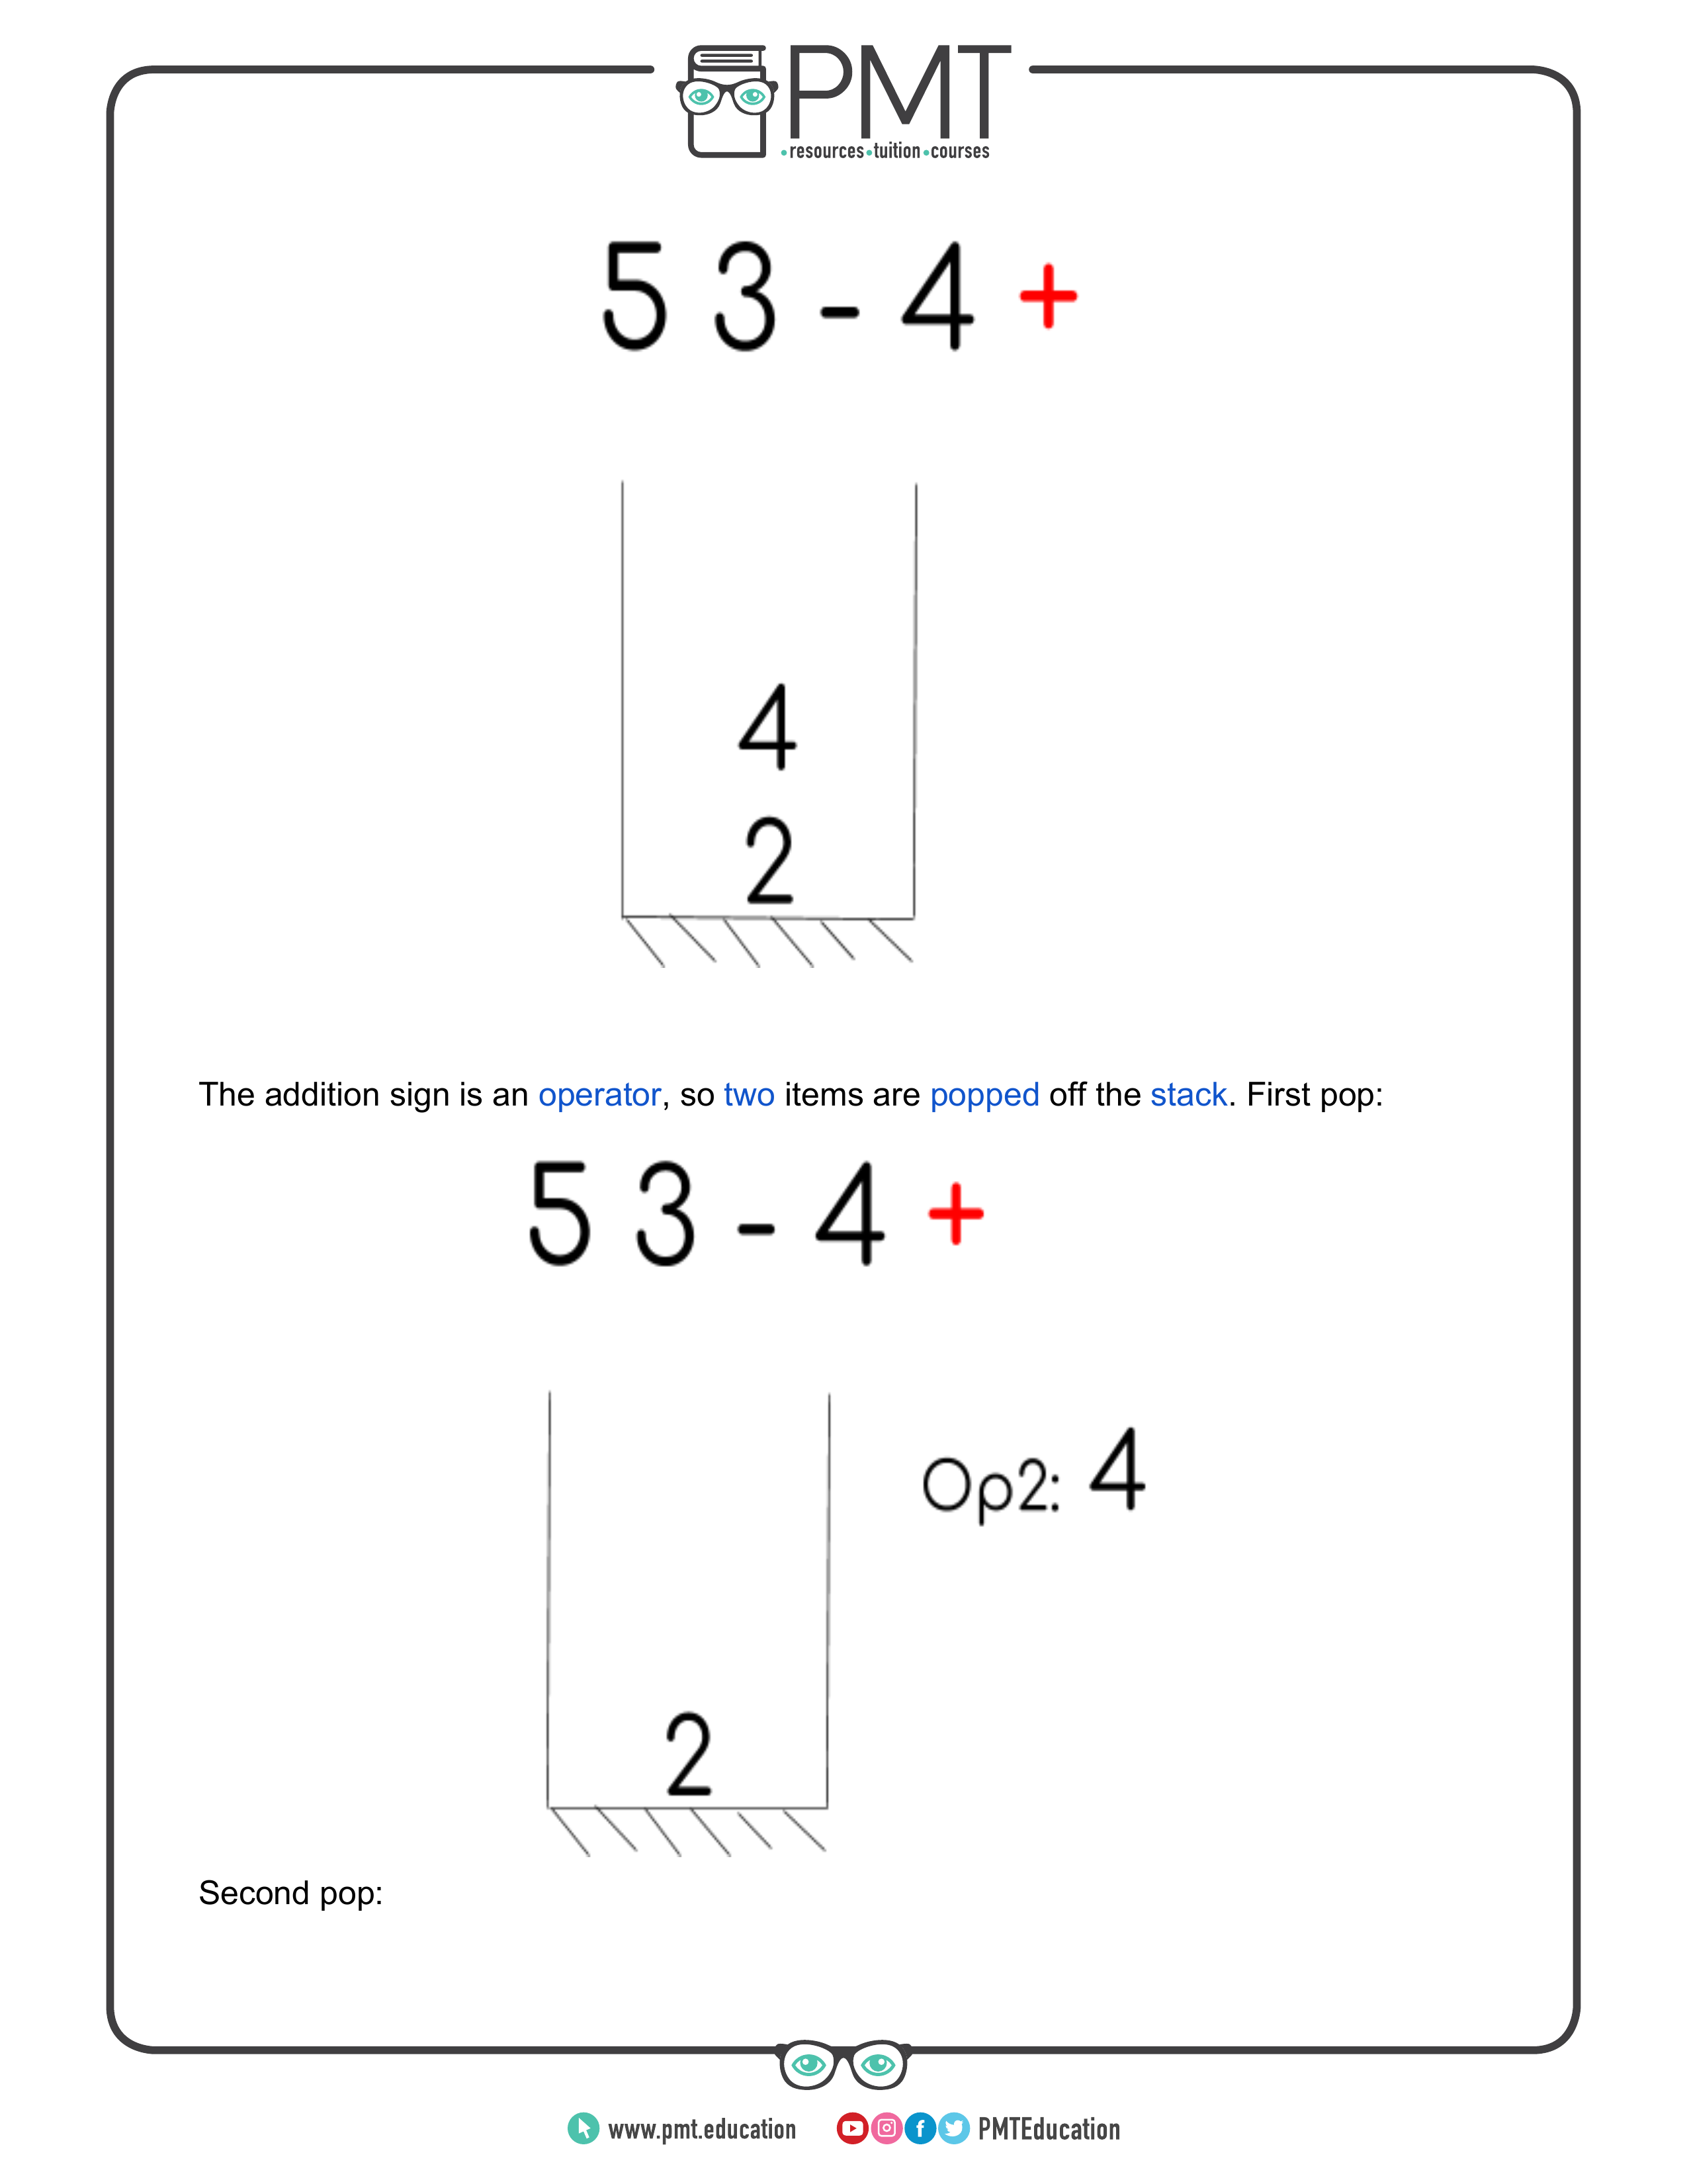 PMT
resources tuition courses
5 3 - 4 +
4
2
The addition sign is an operator, so two items are popped off the stack. First pop:
5 3 - 4 +
Op2: 4
2
Second pop:
www.pmt.education PMTEducation